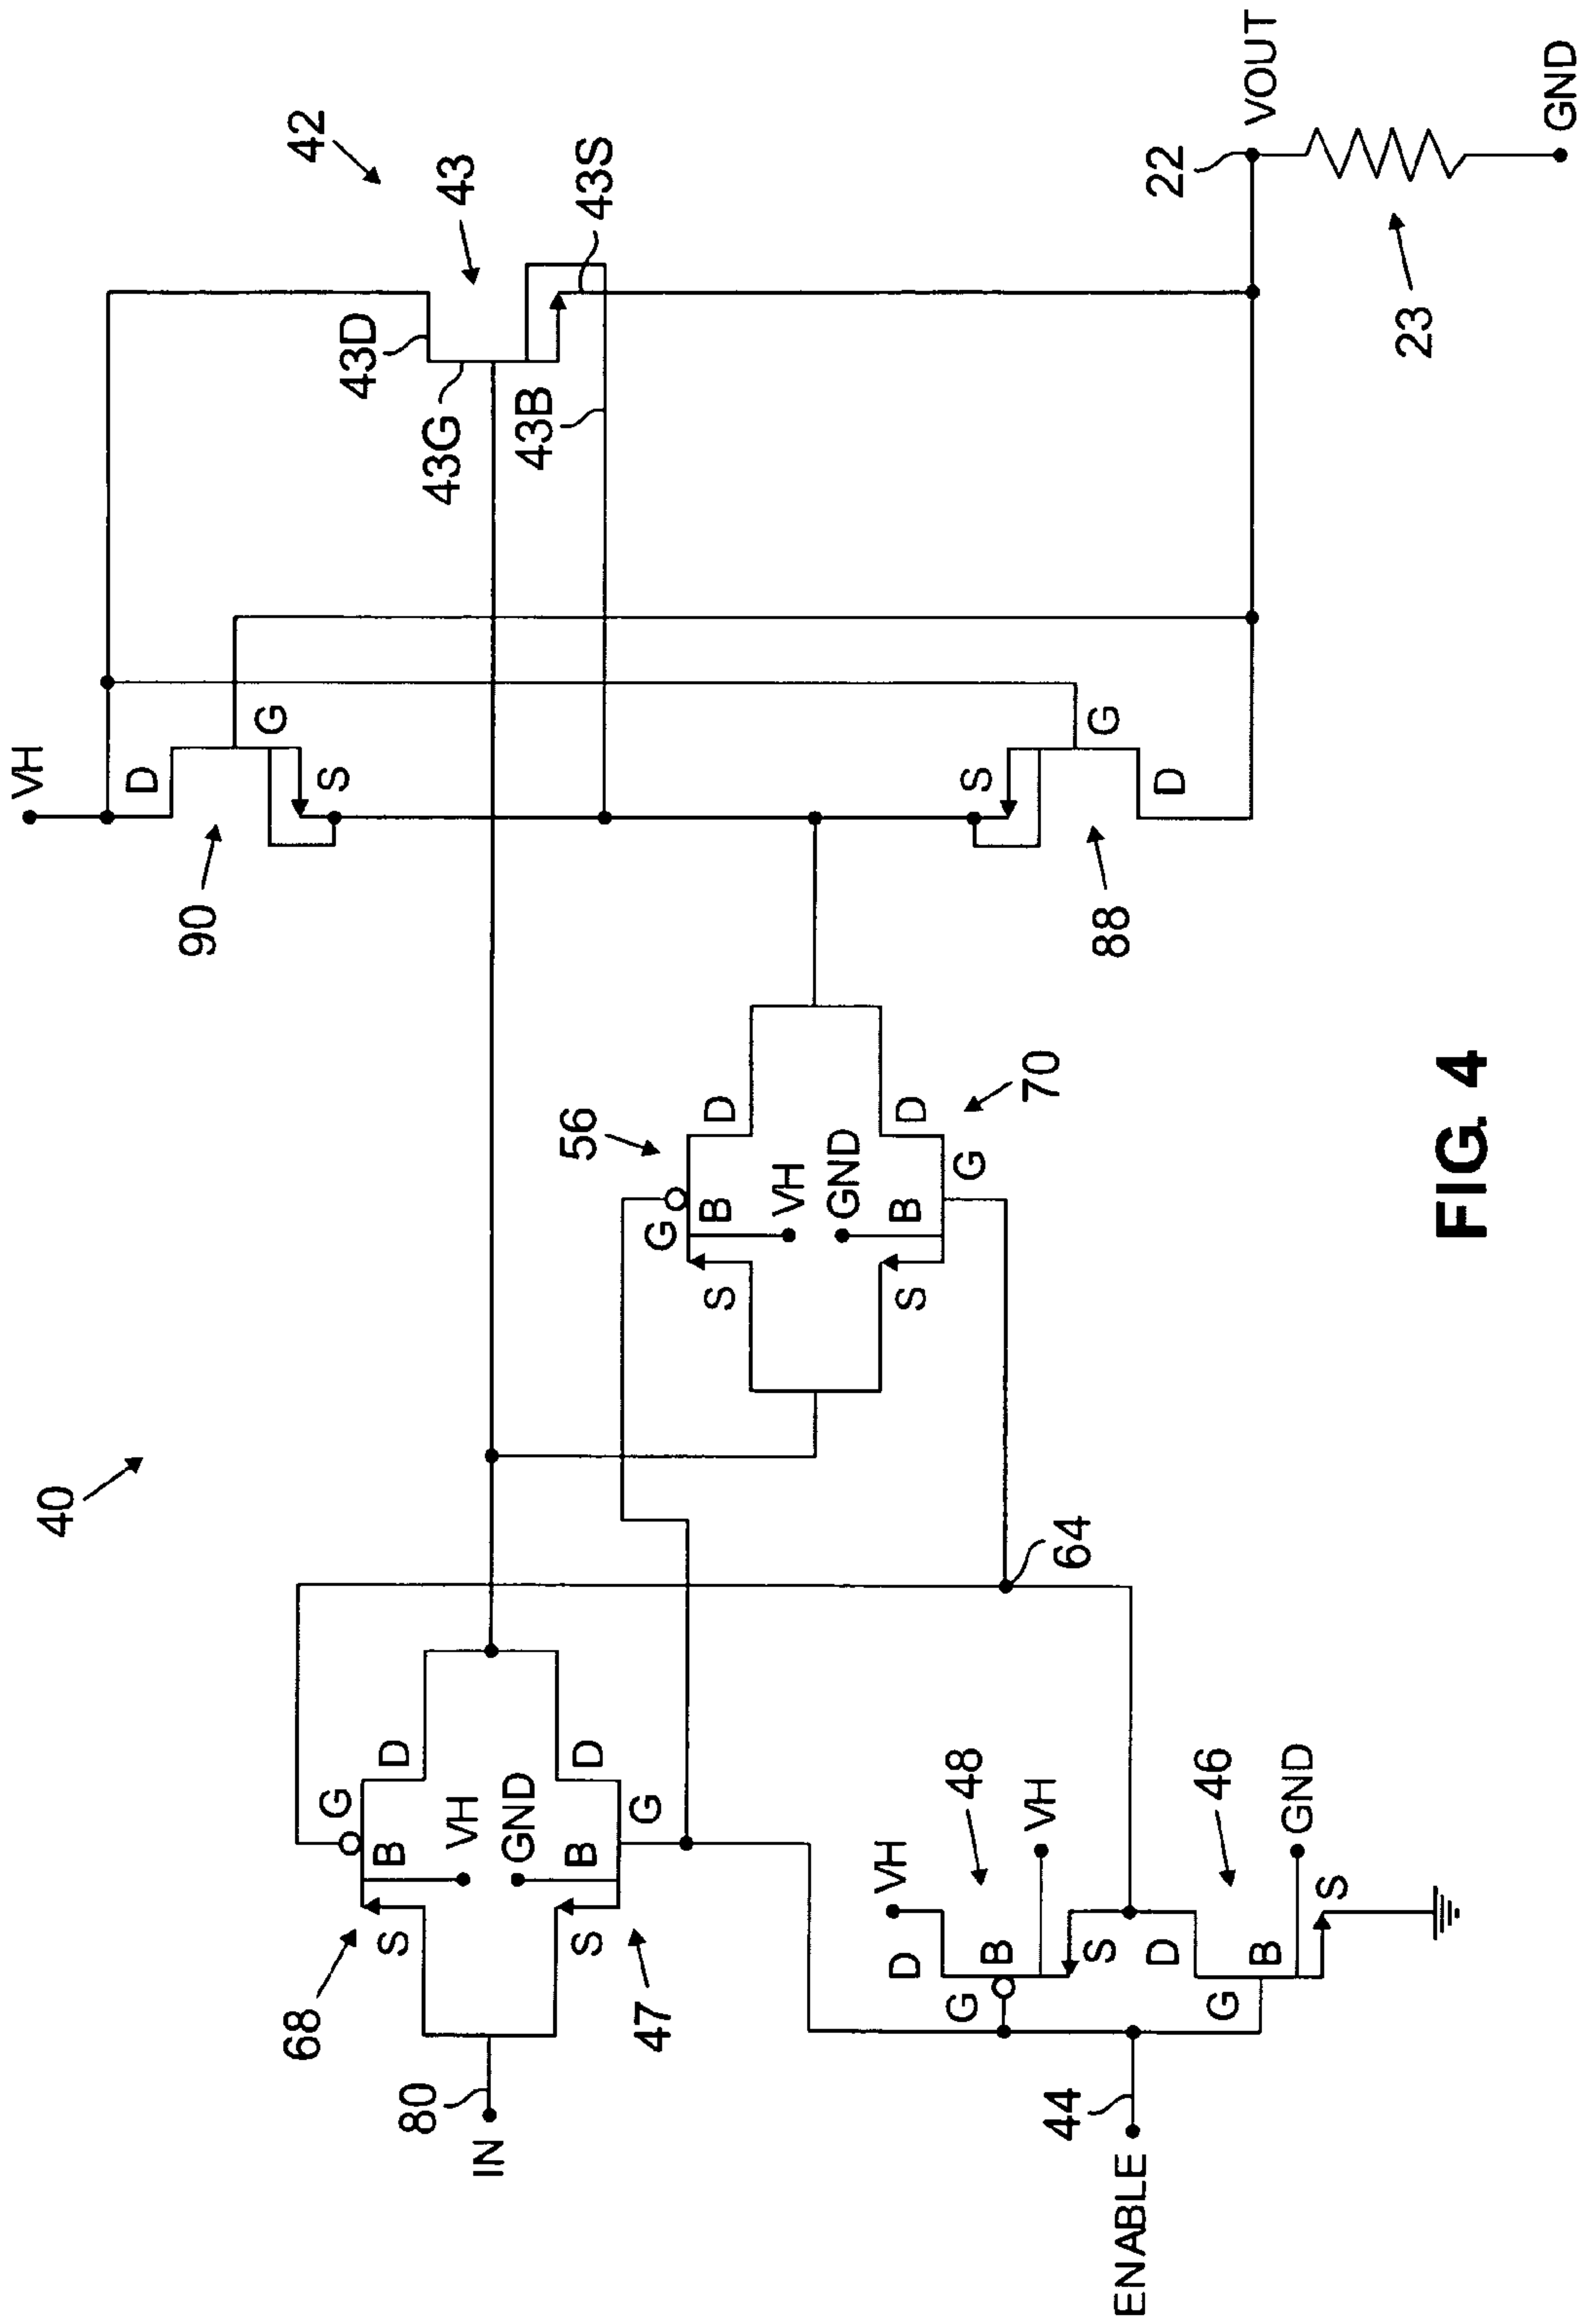 40
42
VH
90
D
G
S
43D
43
43G
43B
43S
68
G
D
B
VH
S
GND
B
D
S
G
47
80
IN
56
G
D
B
VH
S
GND
B
D
S
G
70
64
S
G
D
88
VH
48
D
B
VH
G
S
D
46
B
GND
G
S
44
ENABLE
22
VOUT
23
GND
FIG. 4